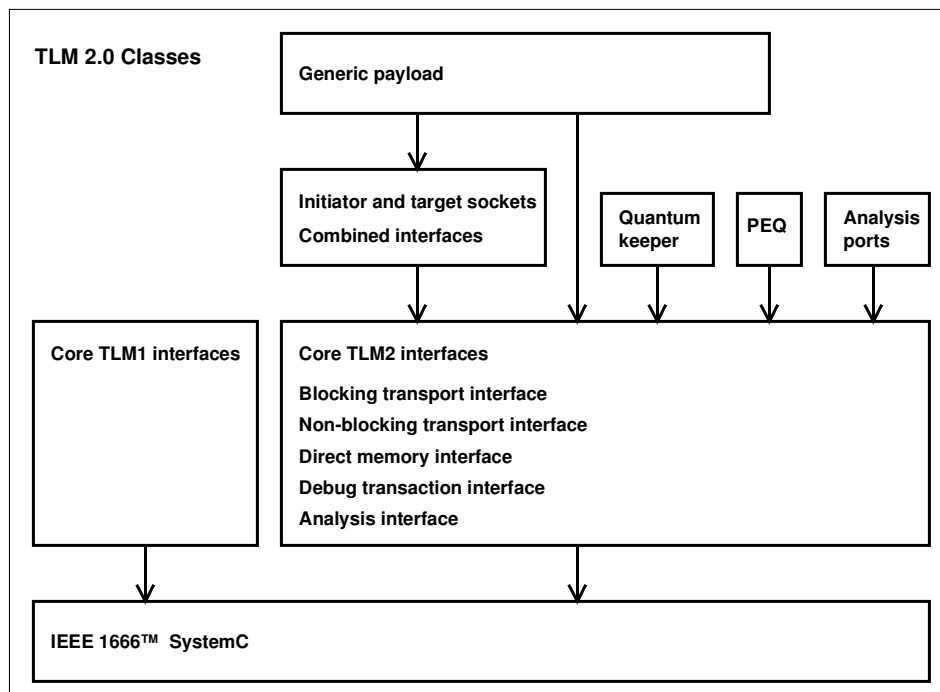 TLM 2.0 Classes
Generic payload
Initiator and target sockets
Combined interfaces
Quantum
keeper
PEQ
Analysis
ports
Core TLM1 interfaces
Core TLM2 interfaces
Blocking transport interface
Non-blocking transport interface
Direct memory interface
Debug transaction interface
Analysis interface
IEEE 1666™ SystemC